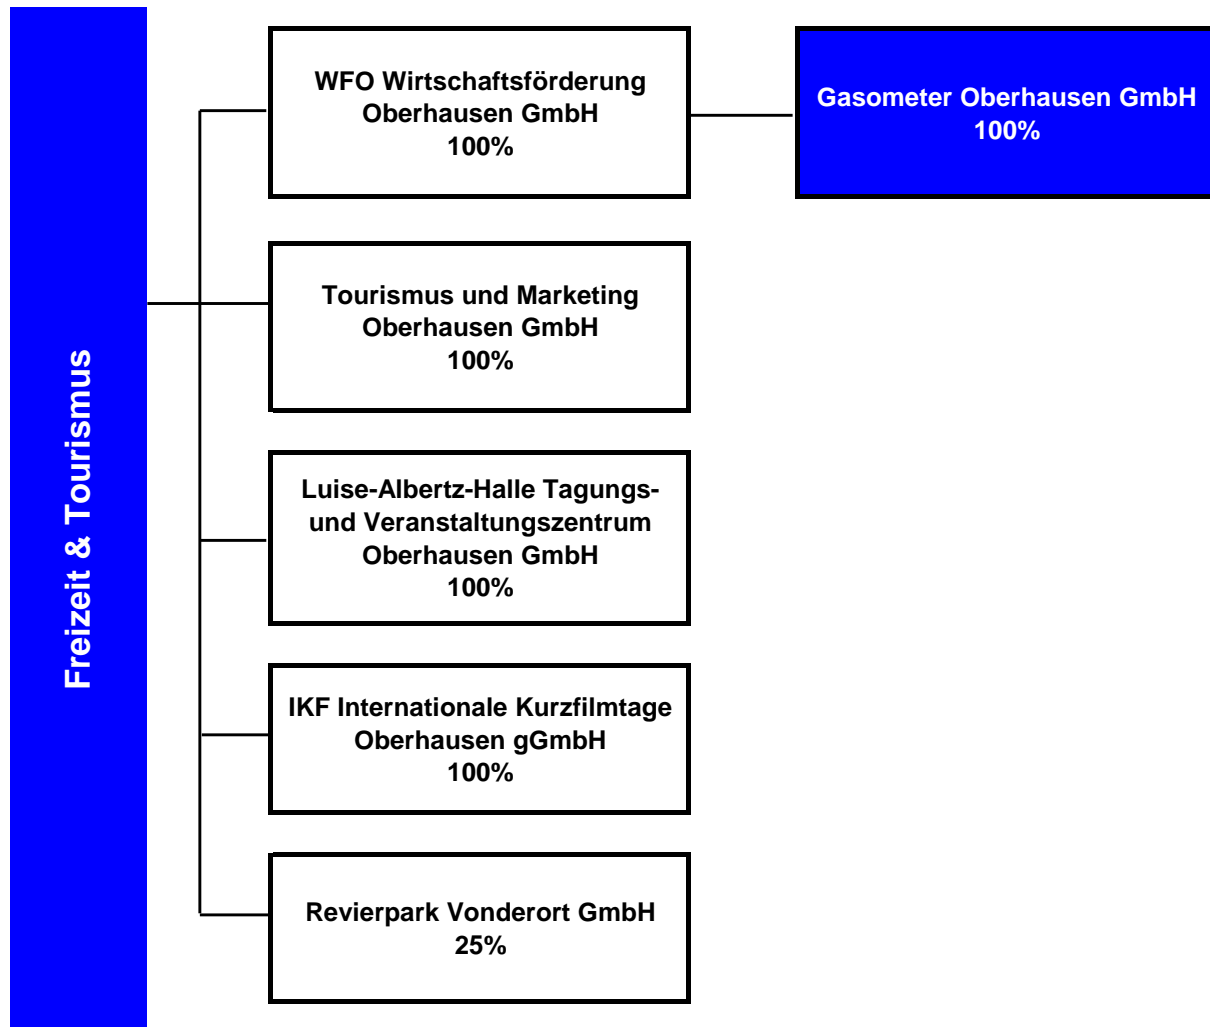 Freizeit & Tourismus
WFO Wirtschaftsförderung
Oberhausen GmbH
100%
Gasometer Oberhausen GmbH
100%
Tourismus und Marketing
Oberhausen GmbH
100%
Luise-Albertz-Halle Tagungs-
und Veranstaltungszentrum
Oberhausen GmbH
100%
IKF Internationale Kurzfilmtage
Oberhausen gGmbH
100%
Revierpark Vonderort GmbH
25%